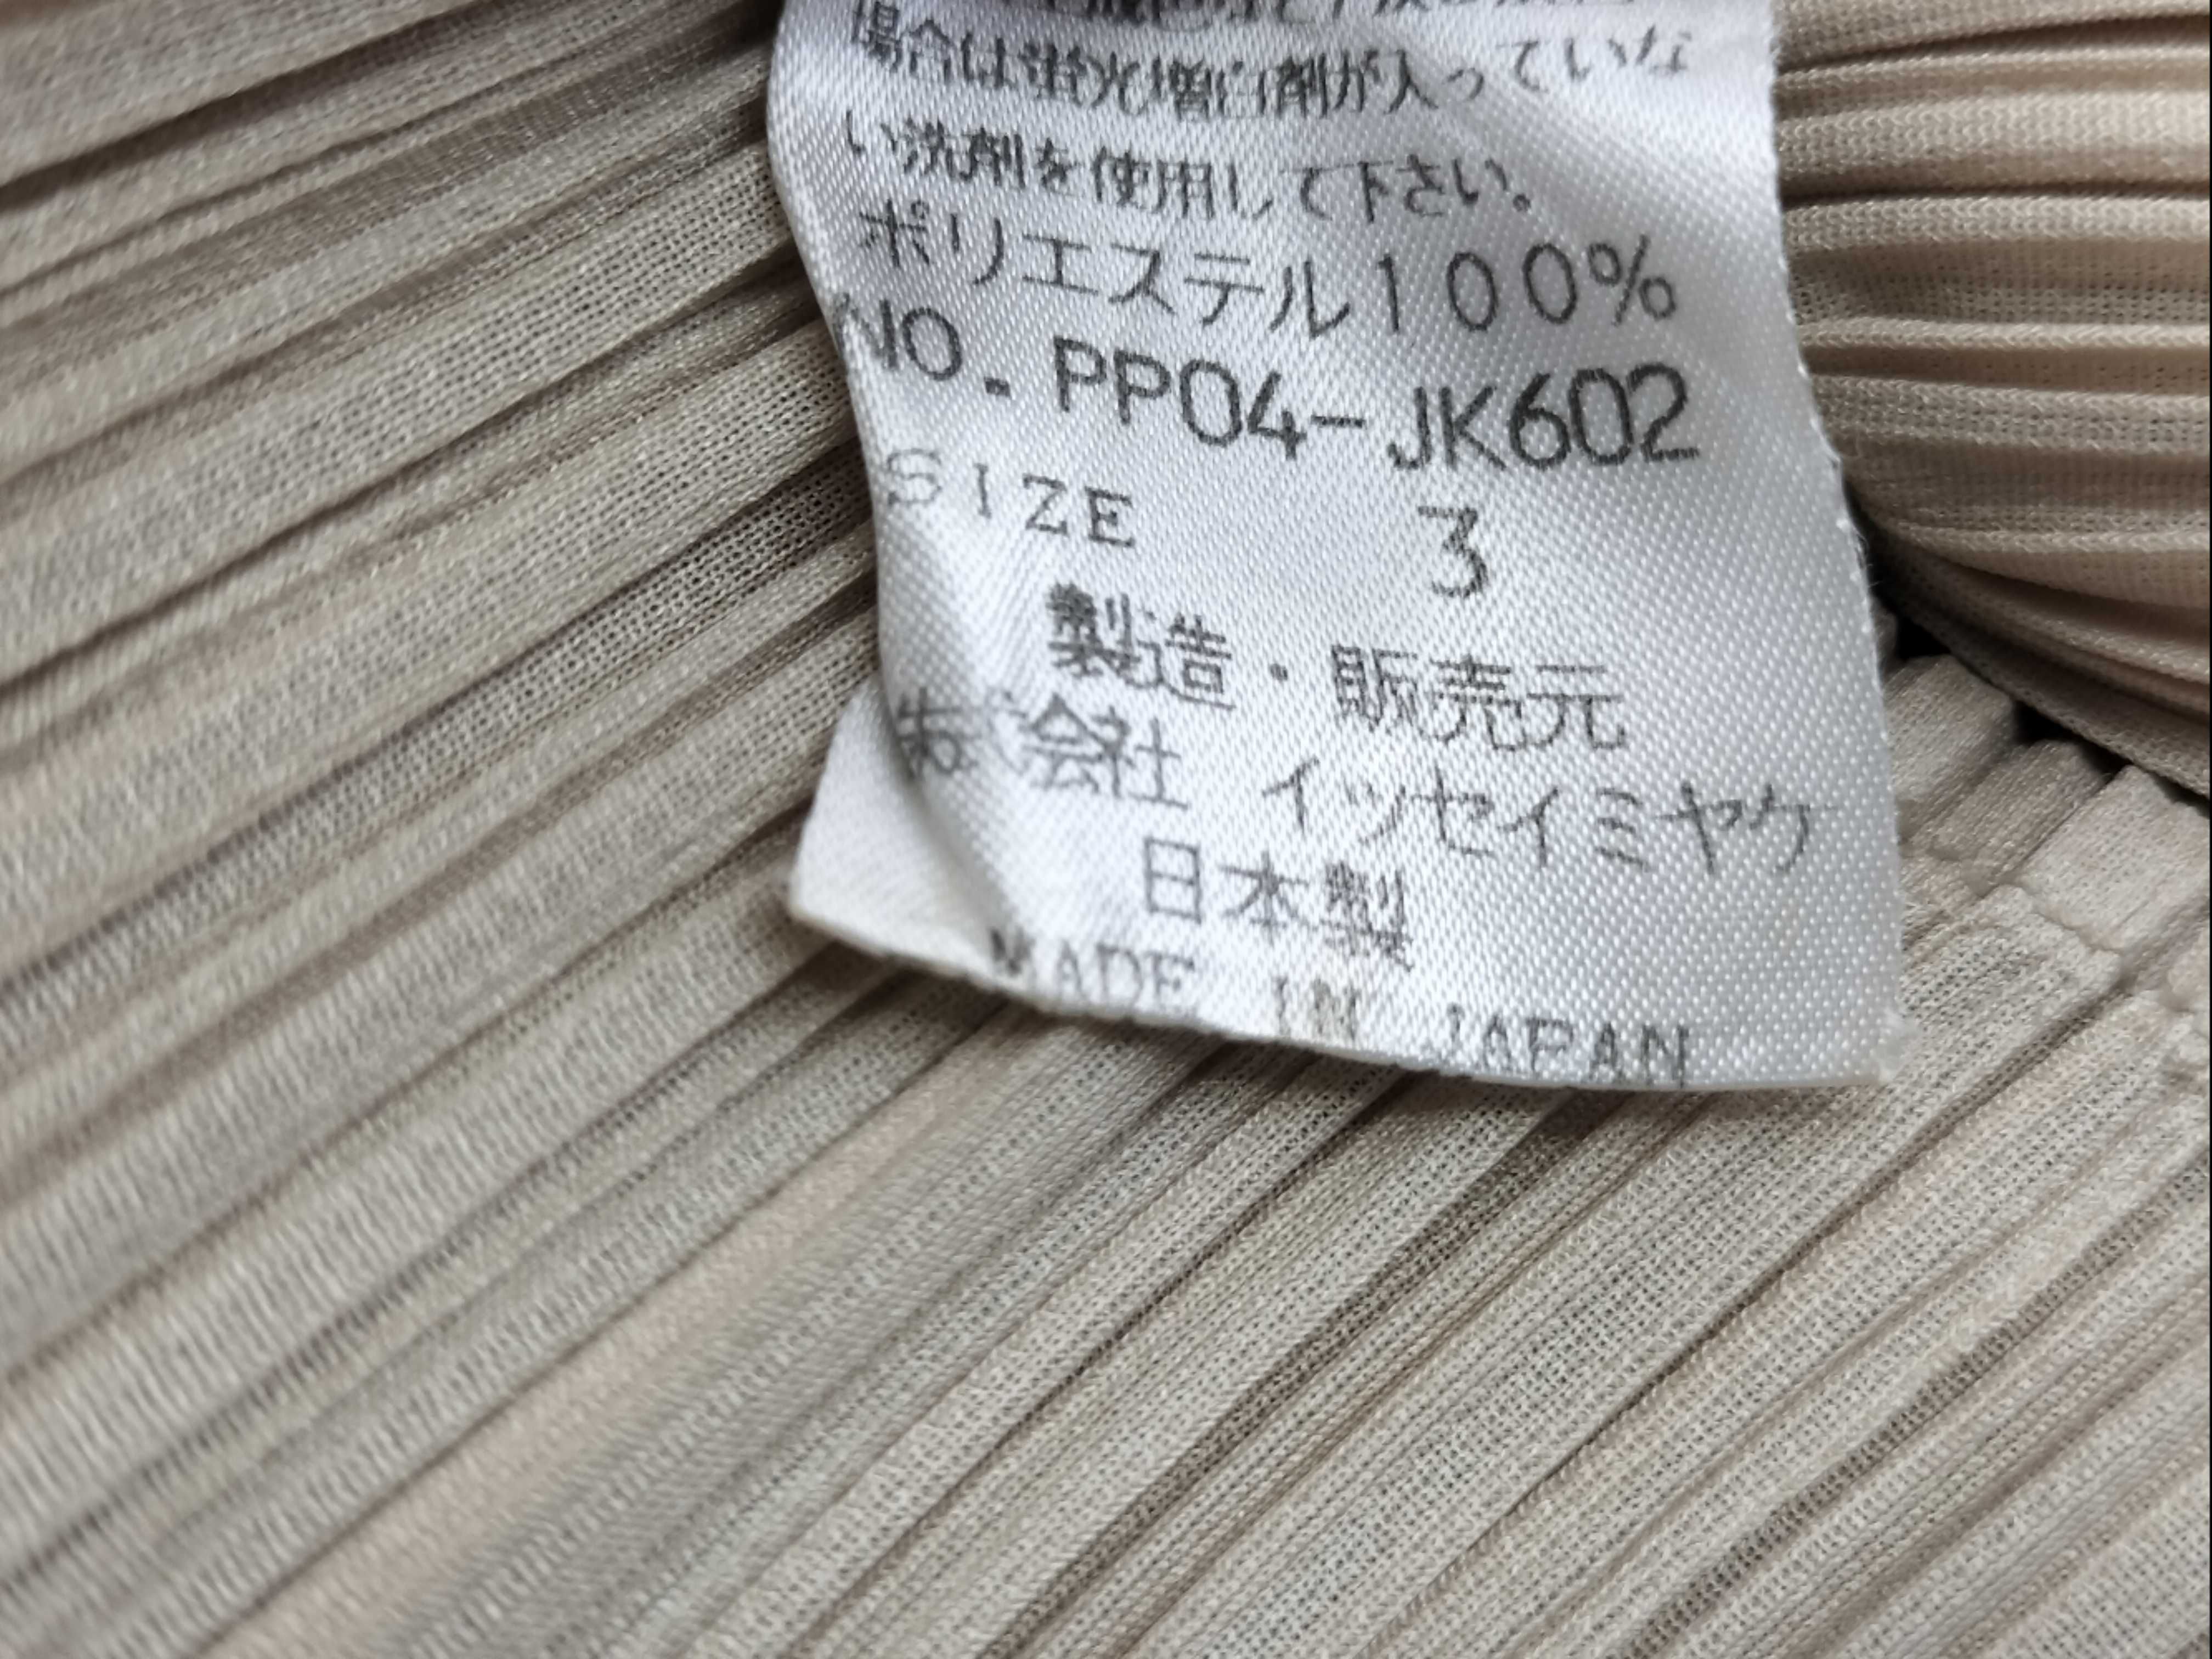 場合は蛍光増白剤が入っていな
い洗剤を使用して下さい。
ポリエステル100%
NO. PP04-JK602
SIZE 3
製造・販売元
株式会社 イッセイミヤケ
日本製
MADE IN JAPAN